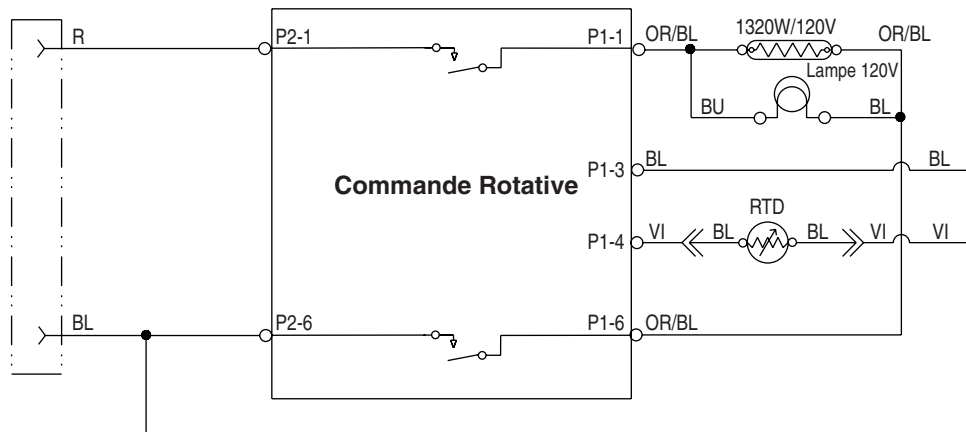 R P2-1 P1-1 OR/BL 1320W/120V OR/BL
Lampe 120V
BU BL
P1-3 BL BL
Commande Rotative
RTD
P1-4 VI BL BL VI VI
BL P2-6 P1-6 OR/BL